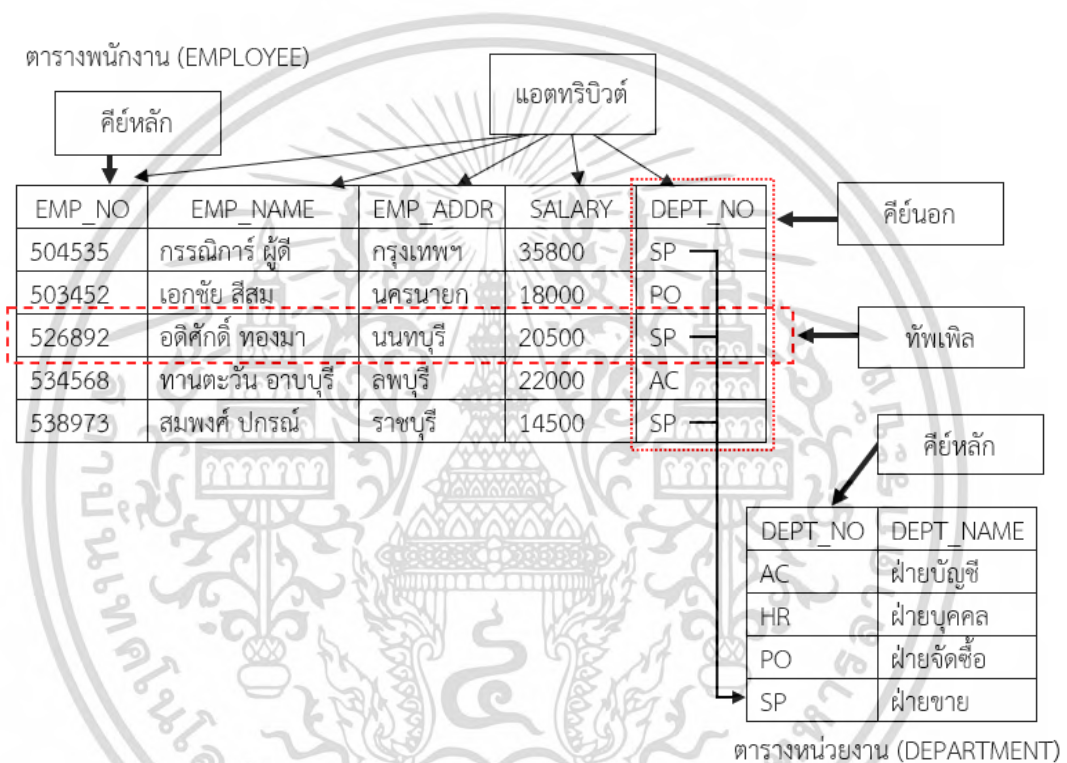 ตารางพนักงาน (EMPLOYEE)
แอตทริบิวต์
คีย์หลัก
EMP_NO EMP_NAME EMP_ADDR SALARY DEPT_NO
คีย์นอก
504535 กรรณิการ์ ผู้ดี กรุงเทพฯ 35800 SP
503452 เอกชัย สีสม นครนายก 18000 PO
526892 อดิศักดิ์ ทองมา นนทบุรี 20500 SP
ทัพเพิล
534568 ทานตะวัน อาบบุรี ลพบุรี 22000 AC
538973 สมพงศ์ ปกรณ์ ราชบุรี 14500 SP
คีย์หลัก
DEPT_NO DEPT_NAME
AC ฝ่ายบัญชี
HR ฝ่ายบุคคล
PO ฝ่ายจัดซื้อ
SP ฝ่ายขาย
ตารางหน่วยงาน (DEPARTMENT)